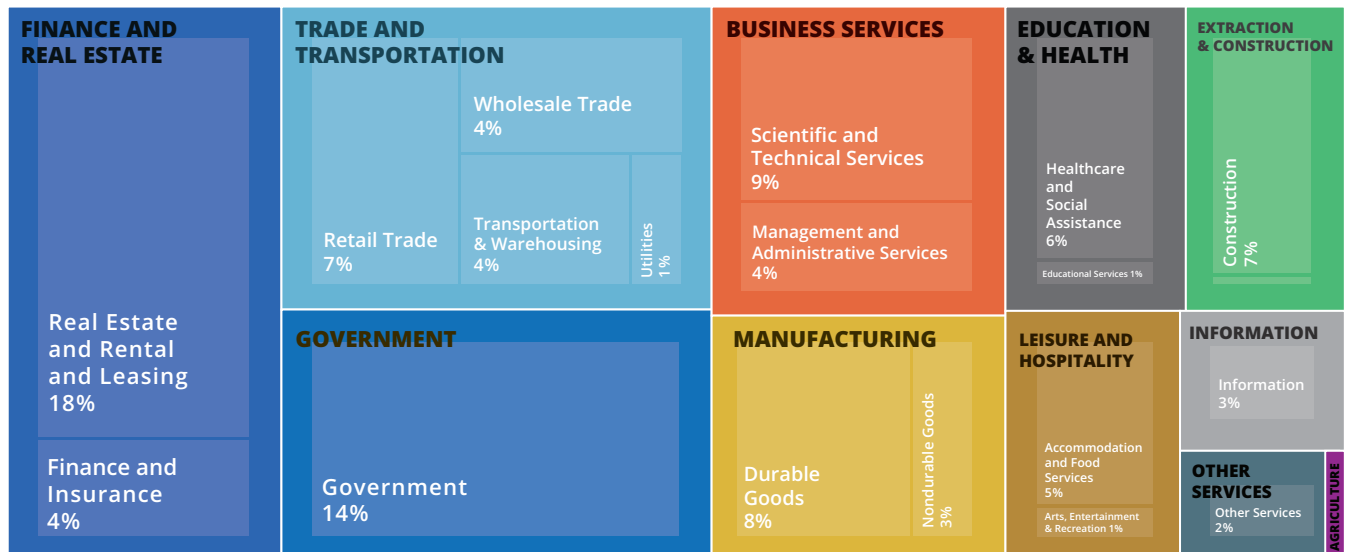 FINANCE AND
REAL ESTATE
Real Estate
and Rental
and Leasing
18%
Finance and
Insurance
4%
TRADE AND
TRANSPORTATION
Retail Trade
7%
Wholesale Trade
4%
Transportation
& Warehousing
4%
Utilities
1%
GOVERNMENT
Government
14%
BUSINESS SERVICES
Scientific and
Technical Services
9%
Management and
Administrative Services
4%
MANUFACTURING
Durable
Goods
8%
Nondurable Goods
3%
EDUCATION
& HEALTH
Healthcare
and
Social
Assistance
6%
Educational Services 1%
LEISURE AND
HOSPITALITY
Accommodation
and Food
Services
5%
Arts, Entertainment
& Recreation 1%
EXTRACTION
& CONSTRUCTION
Construction
7%
INFORMATION
Information
3%
OTHER
SERVICES
Other Services
2%
AGRICULTURE